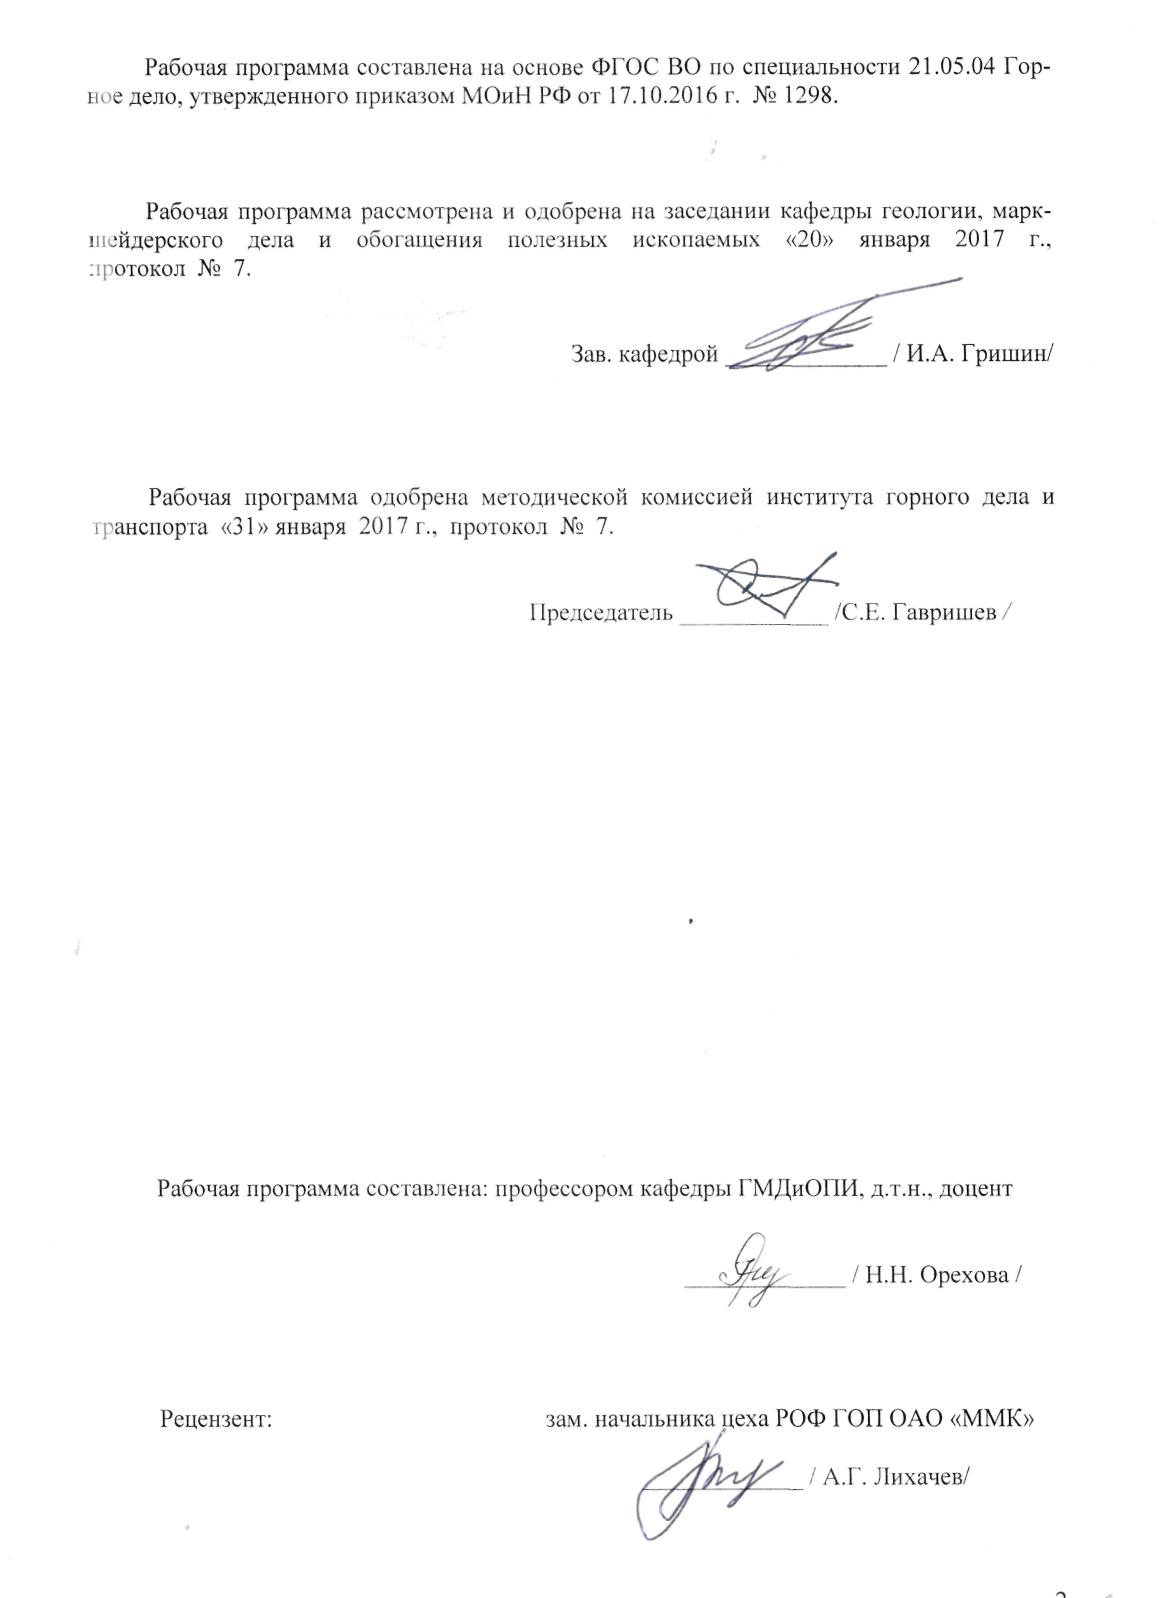 Рабочая программа составлена на основе ФГОС ВО по специальности 21.05.04 Гор-
ное дело, утвержденного приказом МОиН РФ от 17.10.2016 г. № 1298.
Рабочая программа рассмотрена и одобрена на заседании кафедры геологии, марк-
шейдерского дела и обогащения полезных ископаемых «20» января 2017 г.,
протокол № 7.
Зав. кафедрой ____________ / И.А. Гришин/
Рабочая программа одобрена методической комиссией института горного дела и
транспорта «31» января 2017 г., протокол № 7.
Председатель ____________ /С.Е. Гавришев /
Рабочая программа составлена: профессором кафедры ГМДиОПИ, д.т.н., доцент
____________ / Н.Н. Орехова /
Рецензент: зам. начальника цеха РОФ ГОП ОАО «ММК»
____________ / А.Г. Лихачев/